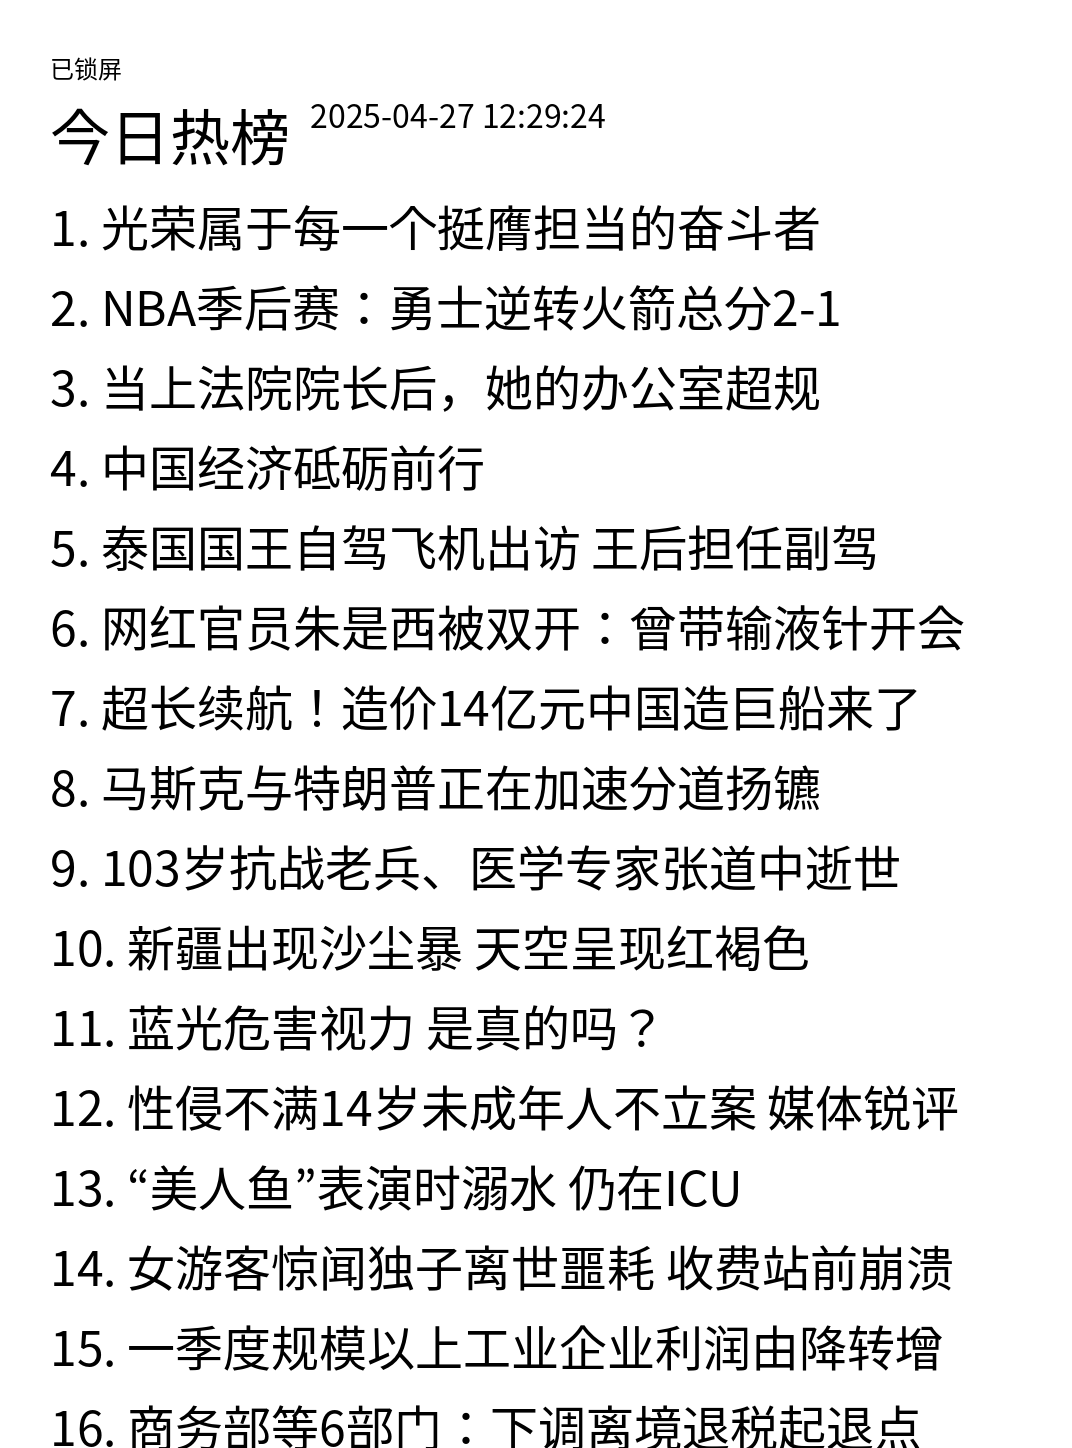 已锁屏
今日热榜 2025-04-27 12:29:24
1. 光荣属于每一个挺膺担当的奋斗者
2. NBA季后赛：勇士逆转火箭总分2-1
3. 当上法院院长后，她的办公室超规
4. 中国经济砥砺前行
5. 泰国国王自驾飞机出访 王后担任副驾
6. 网红官员朱是西被双开：曾带输液针开会
7. 超长续航！造价14亿元中国造巨船来了
8. 马斯克与特朗普正在加速分道扬镳
9. 103岁抗战老兵、医学专家张道中逝世
10. 新疆出现沙尘暴 天空呈现红褐色
11. 蓝光危害视力 是真的吗？
12. 性侵不满14岁未成年人不立案 媒体锐评
13. “美人鱼”表演时溺水 仍在ICU
14. 女游客惊闻独子离世噩耗 收费站前崩溃
15. 一季度规模以上工业企业利润由降转增
16. 商务部等6部门：下调离境退税起退点